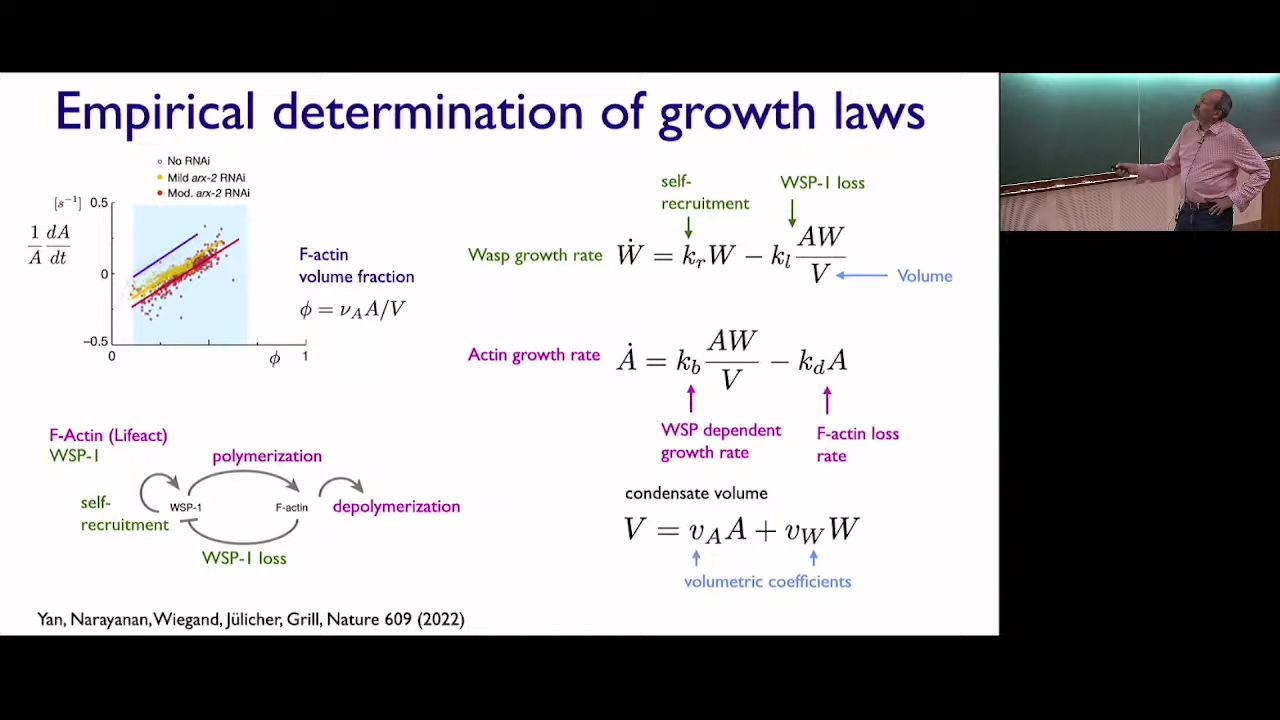 Empirical determination of growth laws
No RNAi
Mild arx-2 RNAi
Mod. arx-2 RNAi
[s⁻¹]
0.5
0
−0.5
1/A dA/dt
0
ϕ
1
F-actin
volume fraction
ϕ = ν_A A/V
self-
recruitment
WSP-1 loss
Wasp growth rate
Ẇ = k_r W − k_l AW/V
Volume
Actin growth rate
Ȧ = k_b AW/V − k_d A
WSP dependent
growth rate
F-actin loss
rate
condensate volume
V = v_A A + v_W W
volumetric coefficients
F-Actin (Lifeact)
WSP-1
polymerization
self-
recruitment
WSP-1
F-actin
depolymerization
WSP-1 loss
Yan, Narayanan, Wiegand, Jülicher, Grill, Nature 609 (2022)